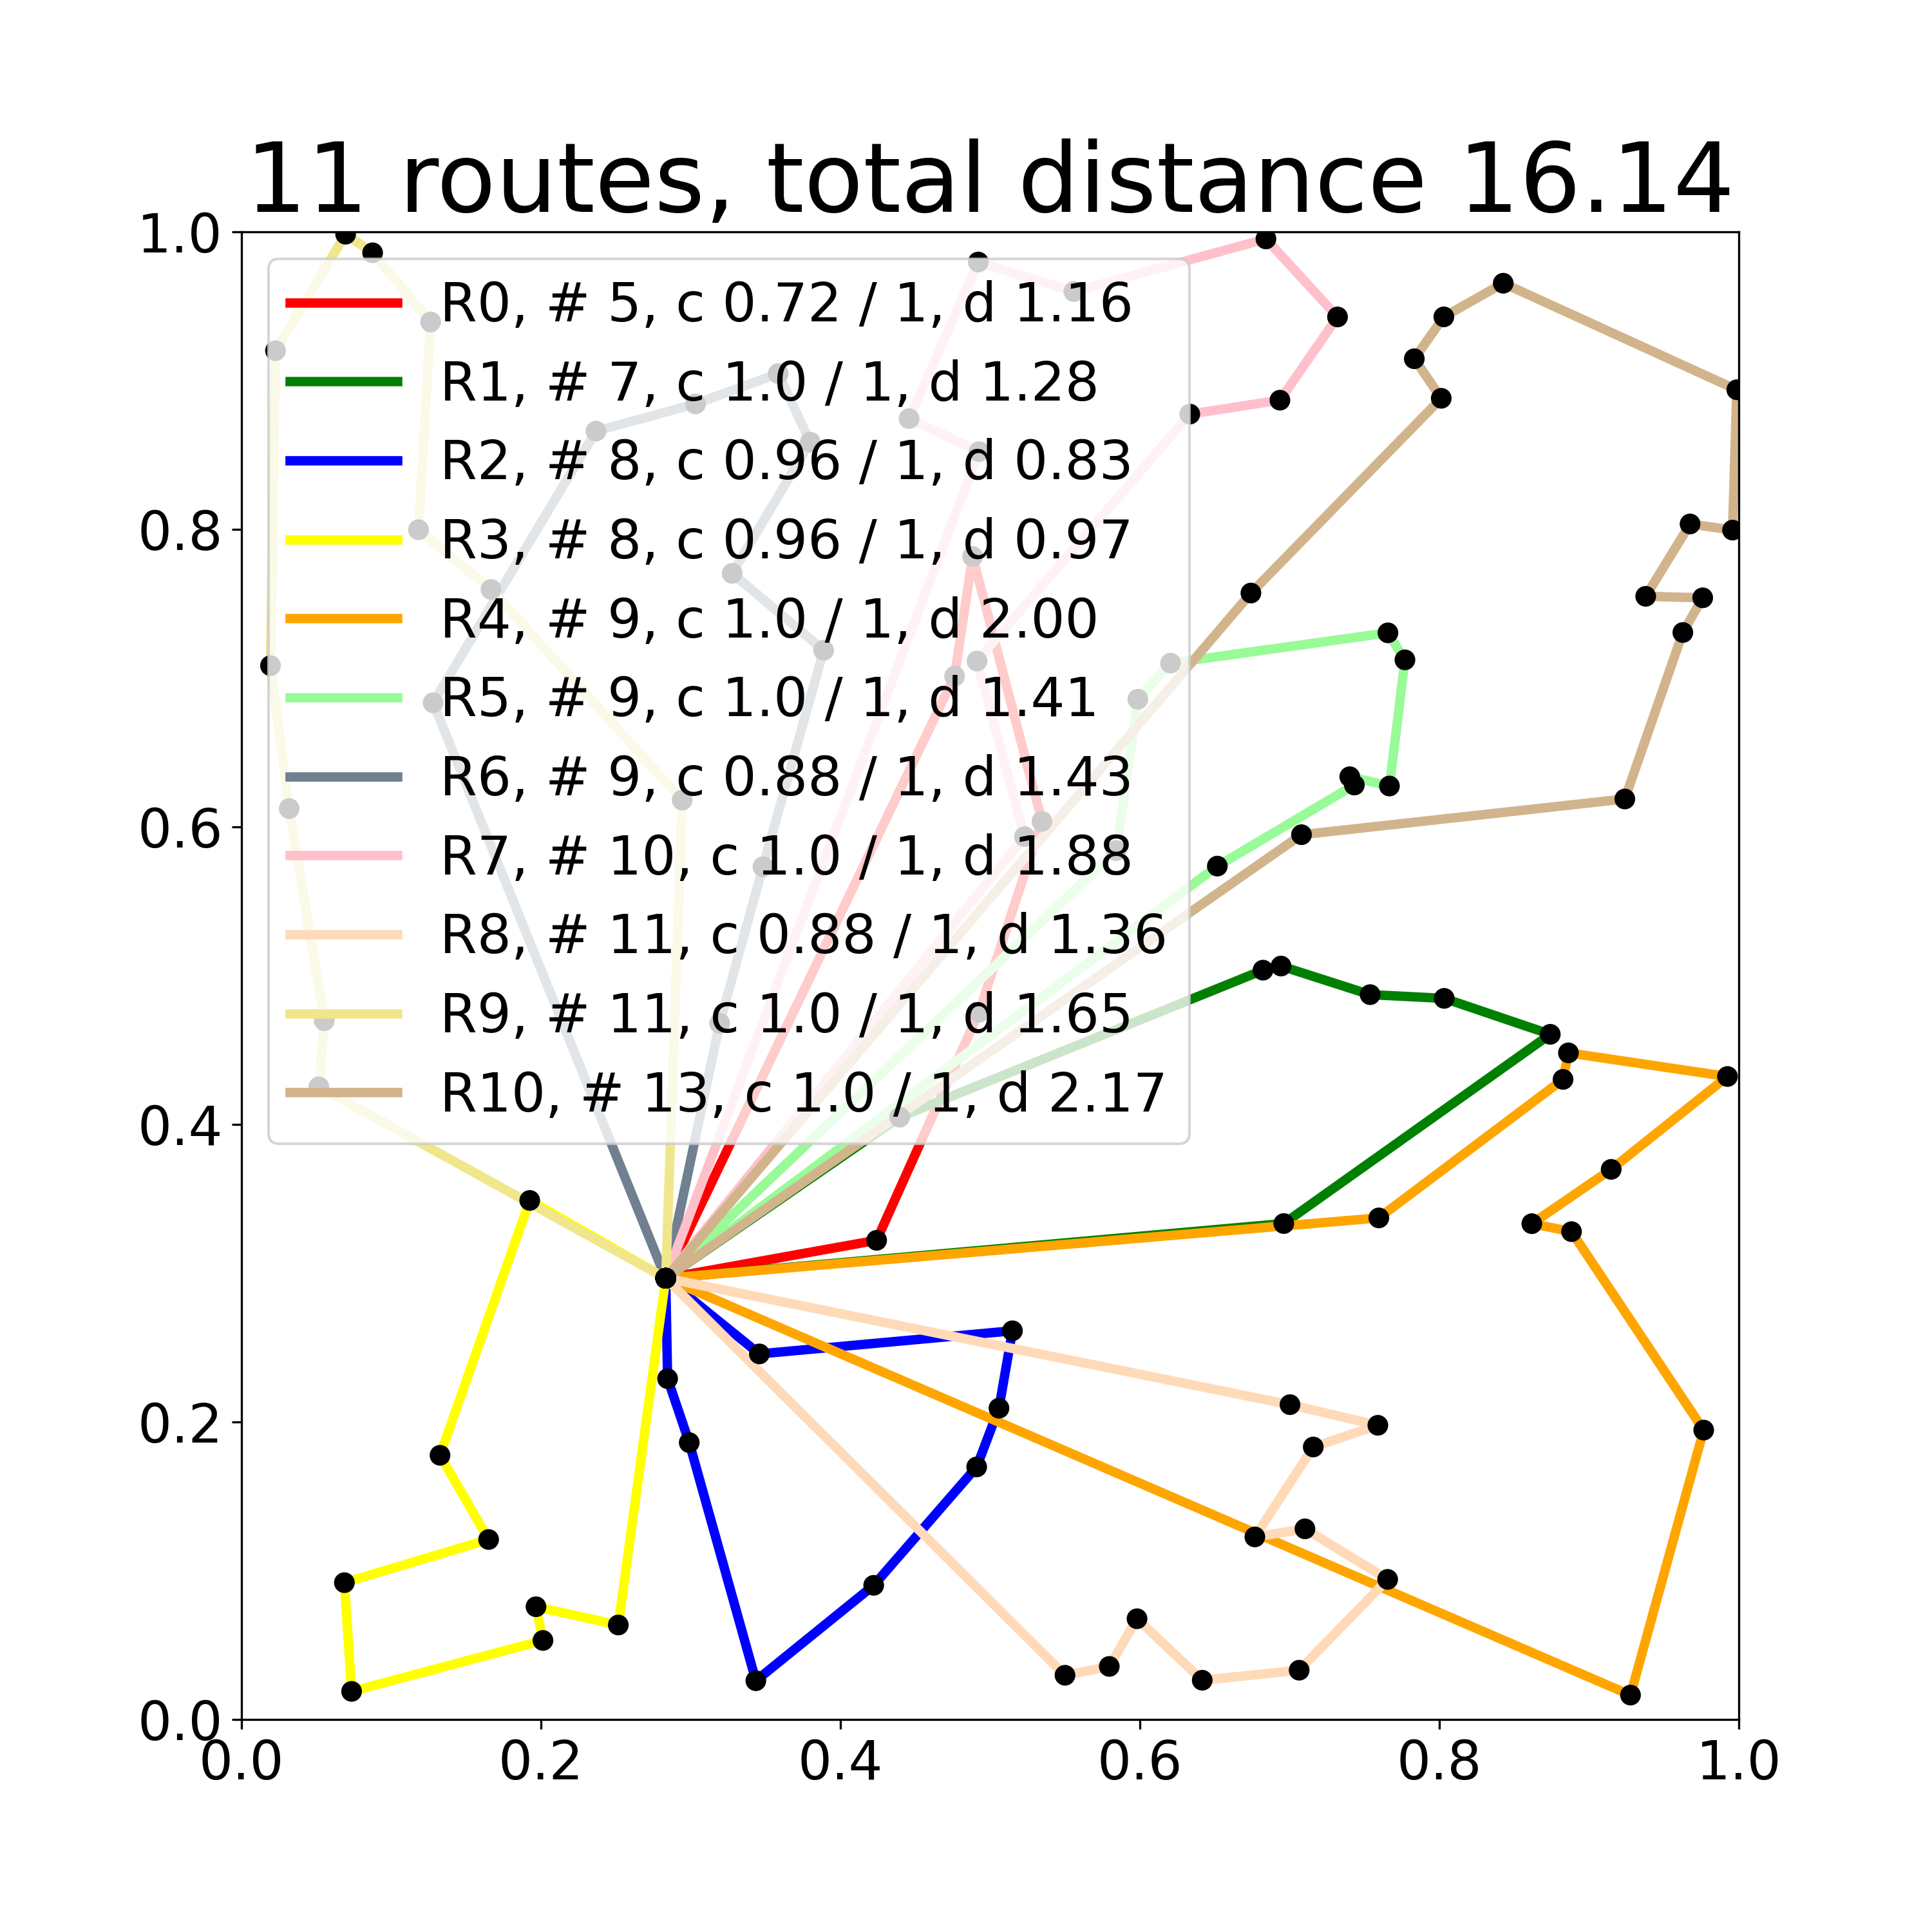 11 routes, total distance 16.14
1.0
R0, # 5, c 0.72 / 1, d 1.16
R1, # 7, c 1.0 / 1, d 1.28
R2, # 8, c 0.96 / 1, d 0.83
0.8
R3, # 8, c 0.96 / 1, d 0.97
R4, # 9, c 1.0 / 1, d 2.00
R5, # 9, c 1.0 / 1, d 1.41
R6, # 9, c 0.88 / 1, d 1.43
0.6
R7, # 10, c 1.0 / 1, d 1.88
R8, # 11, c 0.88 / 1, d 1.36
R9, # 11, c 1.0 / 1, d 1.65
R10, # 13, c 1.0 / 1, d 2.17
0.4
0.2
0.0
0.0 0.2 0.4 0.6 0.8 1.0